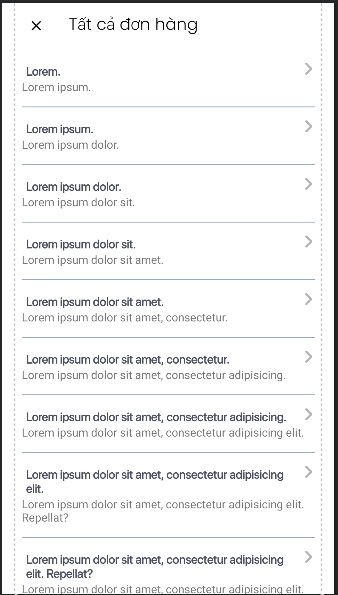 Tất cả đơn hàng
Lorem.
Lorem ipsum.
Lorem ipsum.
Lorem ipsum dolor.
Lorem ipsum dolor.
Lorem ipsum dolor sit.
Lorem ipsum dolor sit.
Lorem ipsum dolor sit amet.
Lorem ipsum dolor sit amet.
Lorem ipsum dolor sit amet, consectetur.
Lorem ipsum dolor sit amet, consectetur.
Lorem ipsum dolor sit amet, consectetur adipisicing.
Lorem ipsum dolor sit amet, consectetur adipisicing.
Lorem ipsum dolor sit amet, consectetur adipisicing elit.
Lorem ipsum dolor sit amet, consectetur adipisicing
elit.
Lorem ipsum dolor sit amet, consectetur adipisicing elit.
Repellat?
Lorem ipsum dolor sit amet, consectetur adipisicing
elit. Repellat?
Lorem ipsum dolor sit amet, consectetur adipisicing elit.